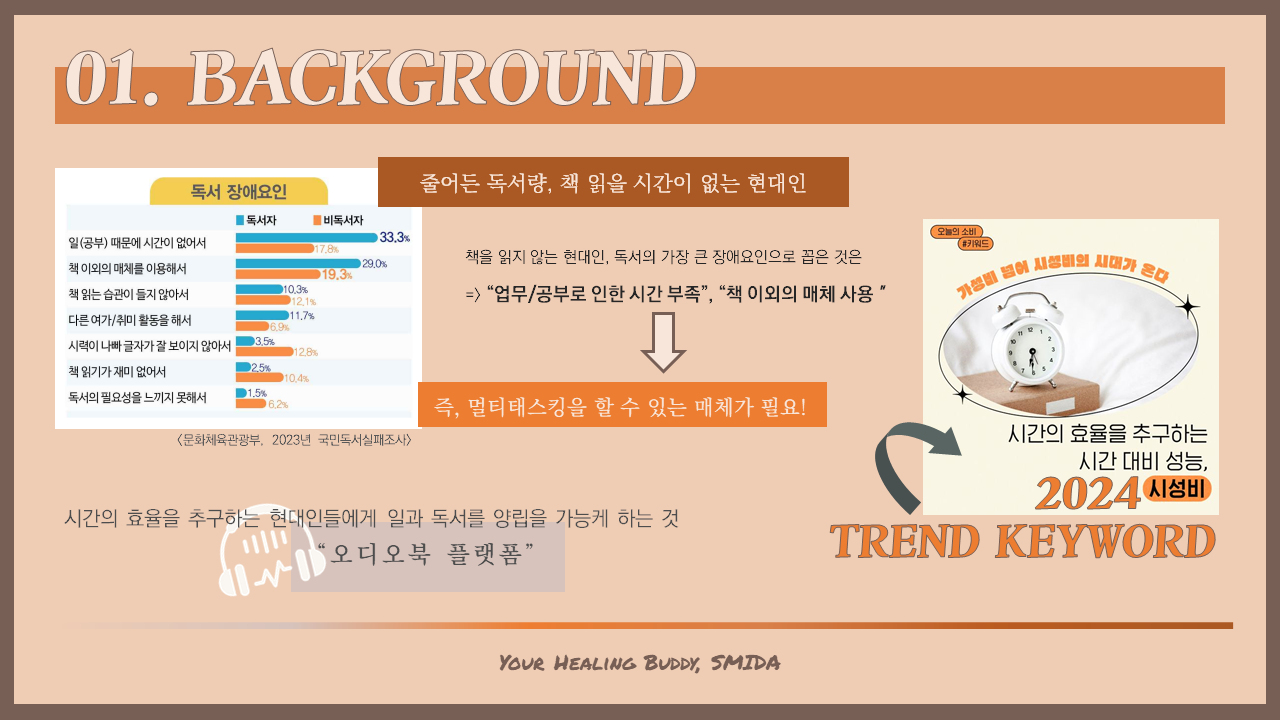 01. BACKGROUND
줄어든 독서량, 책 읽을 시간이 없는 현대인
독서 장애요인
독서자 비독서자
일(공부) 때문에 시간이 없어서 33.3% 17.8%
책 이외의 매체를 이용해서 29.0% 19.3%
책 읽는 습관이 들지 않아서 10.3% 12.1%
다른 여가/취미 활동을 해서 11.7% 6.9%
시력이 나빠 글자가 잘 보이지 않아서 3.5% 12.8%
책 읽기가 재미 없어서 2.5% 10.4%
독서의 필요성을 느끼지 못해서 1.5% 6.2%
<문화체육관광부, 2023년 국민독서실패조사>
책을 읽지 않는 현대인, 독서의 가장 큰 장애요인으로 꼽은 것은
=> “업무/공부로 인한 시간 부족”, “책 이외의 매체 사용 ”
즉, 멀티태스킹을 할 수 있는 매체가 필요!
오늘의 소비
#키워드
가성비 넘어 시성비의 시대가 온다
시간의 효율을 추구하는
시간 대비 성능,
2024 시성비
TREND KEYWORD
시간의 효율을 추구하는 현대인들에게 일과 독서를 양립을 가능케 하는 것
“오디오북 플랫폼”
Your Healing Buddy, SMIDA